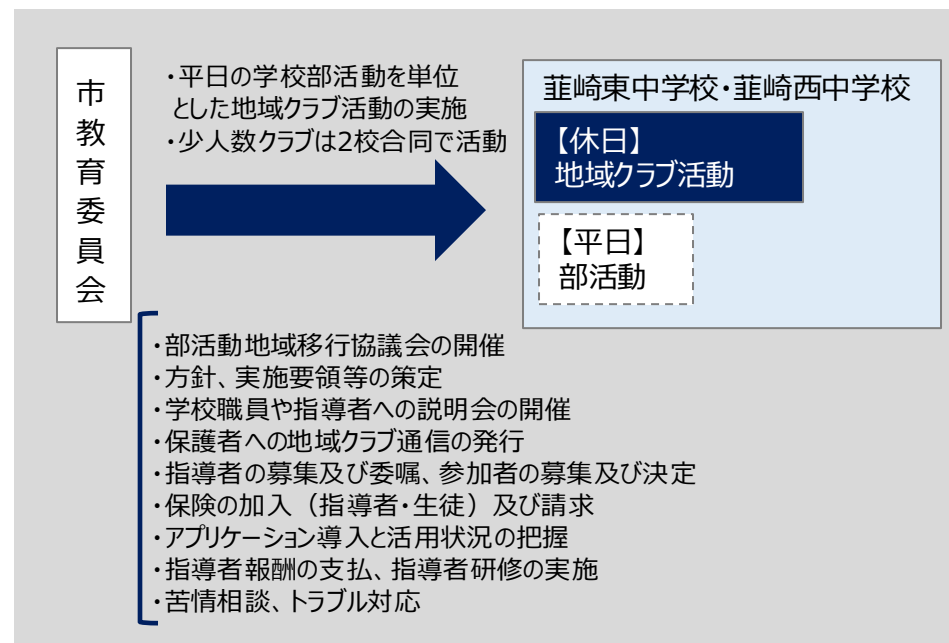 市教育委員会
・平日の学校部活動を単位
とした地域クラブ活動の実施
・少人数クラブは2校合同で活動
韮崎東中学校・韮崎西中学校
【休日】
地域クラブ活動
【平日】
部活動
・部活動地域移行協議会の開催
・方針、実施要領等の策定
・学校職員や指導者への説明会の開催
・保護者への地域クラブ通信の発行
・指導者の募集及び委嘱、参加者の募集及び決定
・保険の加入（指導者・生徒）及び請求
・アプリケーション導入と活用状況の把握
・指導者報酬の支払、指導者研修の実施
・苦情相談、トラブル対応